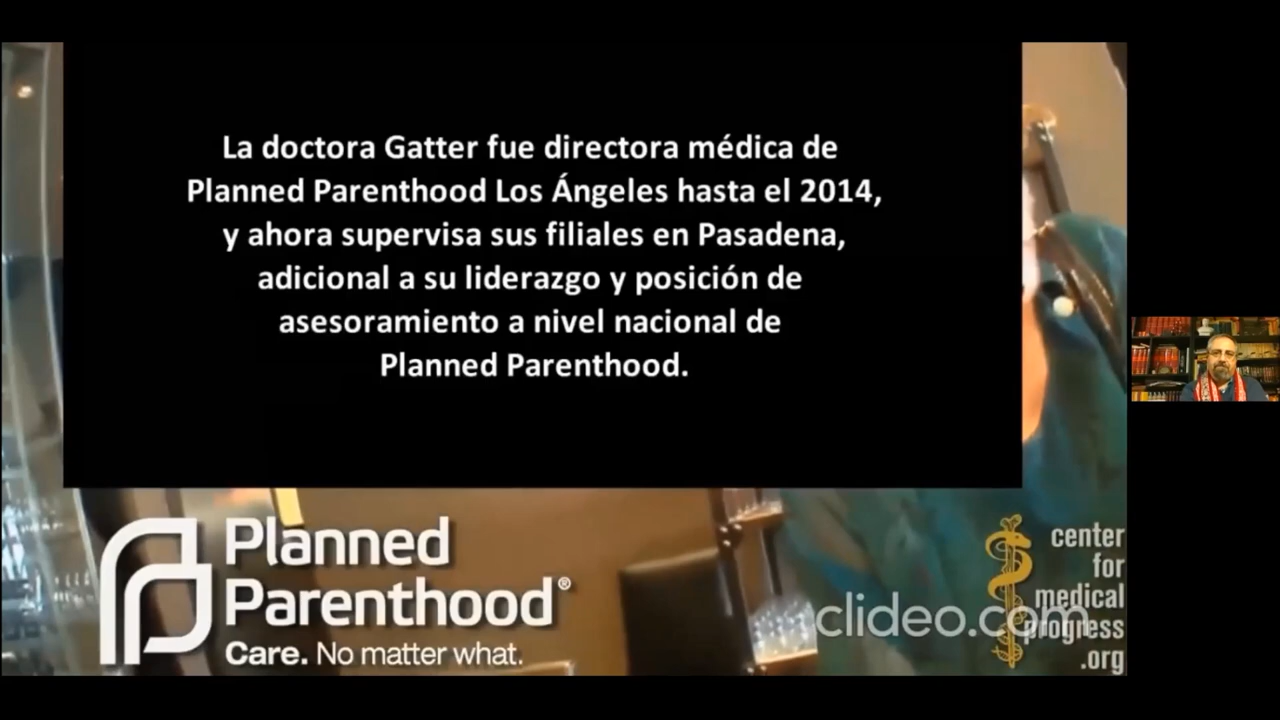 La doctora Gatter fue directora médica de
Planned Parenthood Los Ángeles hasta el 2014,
y ahora supervisa sus filiales en Pasadena,
adicional a su liderazgo y posición de
asesoramiento a nivel nacional de
Planned Parenthood.
Planned
Parenthood®
Care. No matter what.
center
for
medical
progress
.org
clideo.com